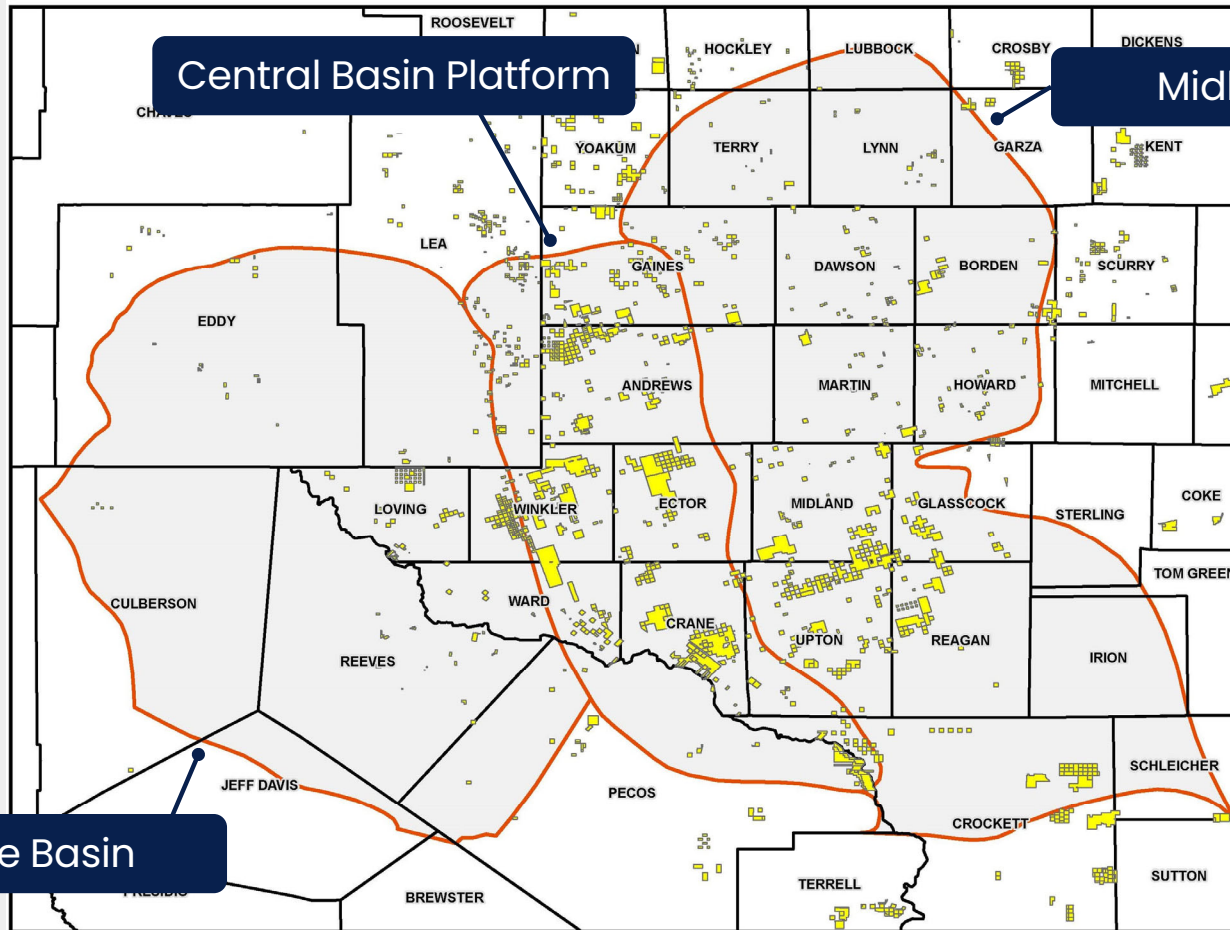 ROOSEVELT
HOCKLEY
LUBBOCK
CROSBY
DICKENS
Central Basin Platform
Midl
YOAKUM
TERRY
LYNN
GARZA
KENT
LEA
GAINES
DAWSON
BORDEN
SCURRY
EDDY
ANDREWS
MARTIN
HOWARD
MITCHELL
LOVING
WINKLER
ECTOR
MIDLAND
GLASSCOCK
STERLING
COKE
TOM GREEN
CULBERSON
WARD
CRANE
UPTON
REAGAN
REEVES
IRION
JEFF DAVIS
PECOS
SCHLEICHER
CROCKETT
e Basin
TERRELL
SUTTON
BREWSTER